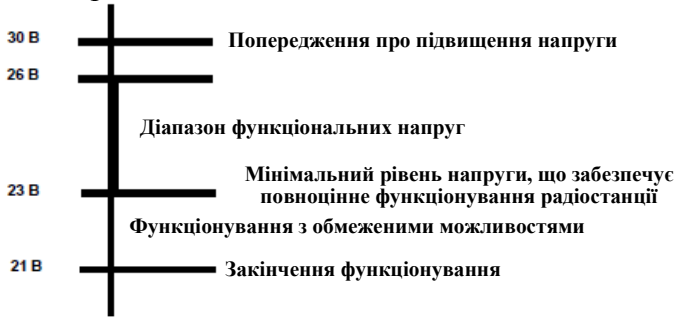 30 В Попередження про підвищення напруги
26 В
Діапазон функціональних напруг
Мінімальний рівень напруги, що забезпечує
23 В повноцінне функціонування радіостанції
Функціонування з обмеженими можливостями
21 В Закінчення функціонування